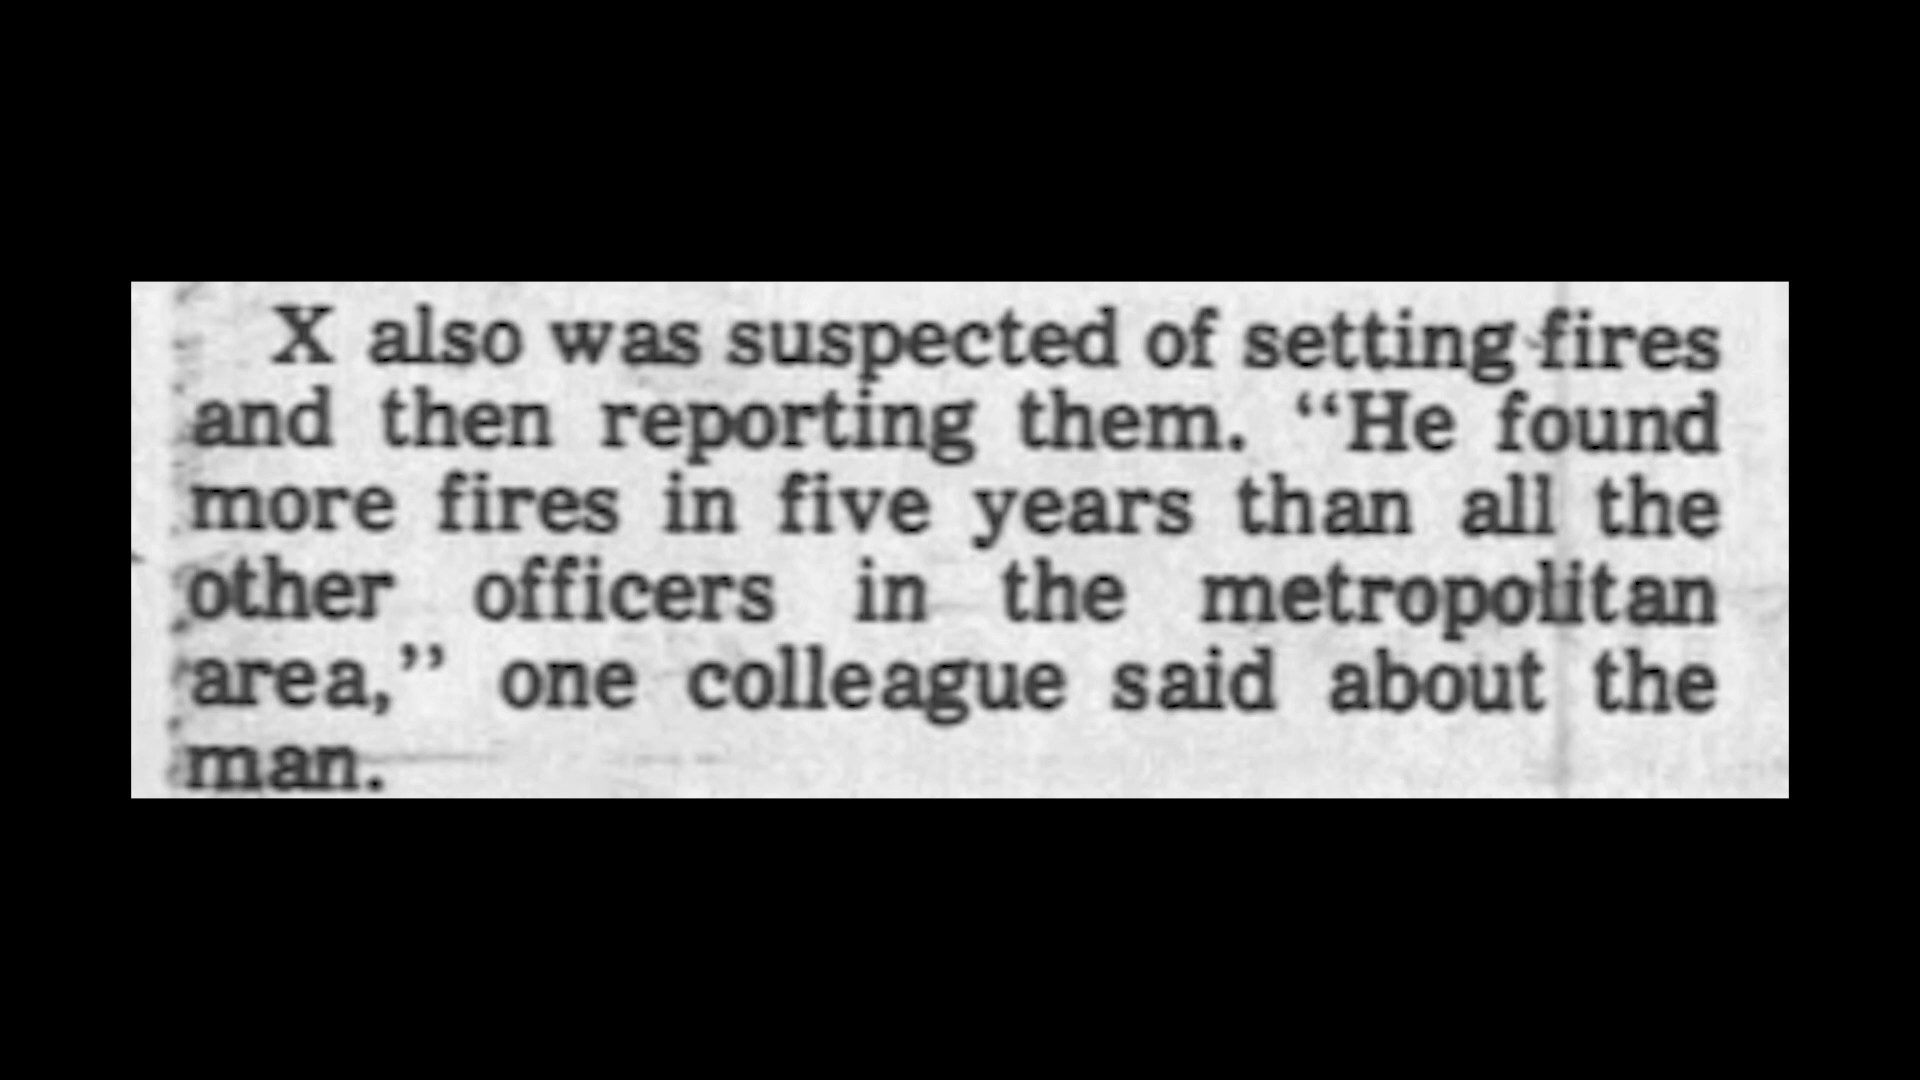 X also was suspected of setting fires
and then reporting them. “He found
more fires in five years than all the
other officers in the metropolitan
area,” one colleague said about the
man.